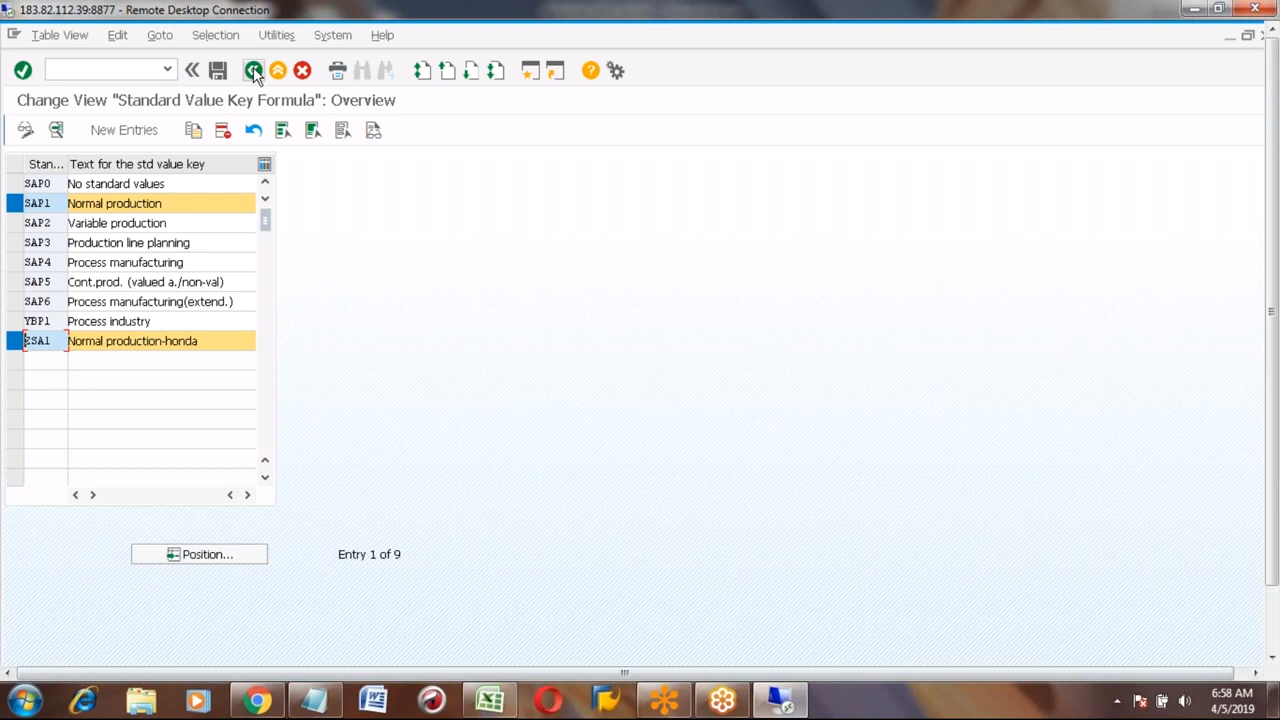 183.82.112.39:8877 - Remote Desktop Connection
Table View Edit Goto Selection Utilities System Help
Change View "Standard Value Key Formula": Overview
New Entries
Stan... Text for the std value key
SAP0 No standard values
SAP1 Normal production
SAP2 Variable production
SAP3 Production line planning
SAP4 Process manufacturing
SAP5 Cont.prod. (valued a./non-val)
SAP6 Process manufacturing(extend.)
YBP1 Process industry
ZSA1 Normal production-honda
Position... Entry 1 of 9
6:58 AM
4/5/2019